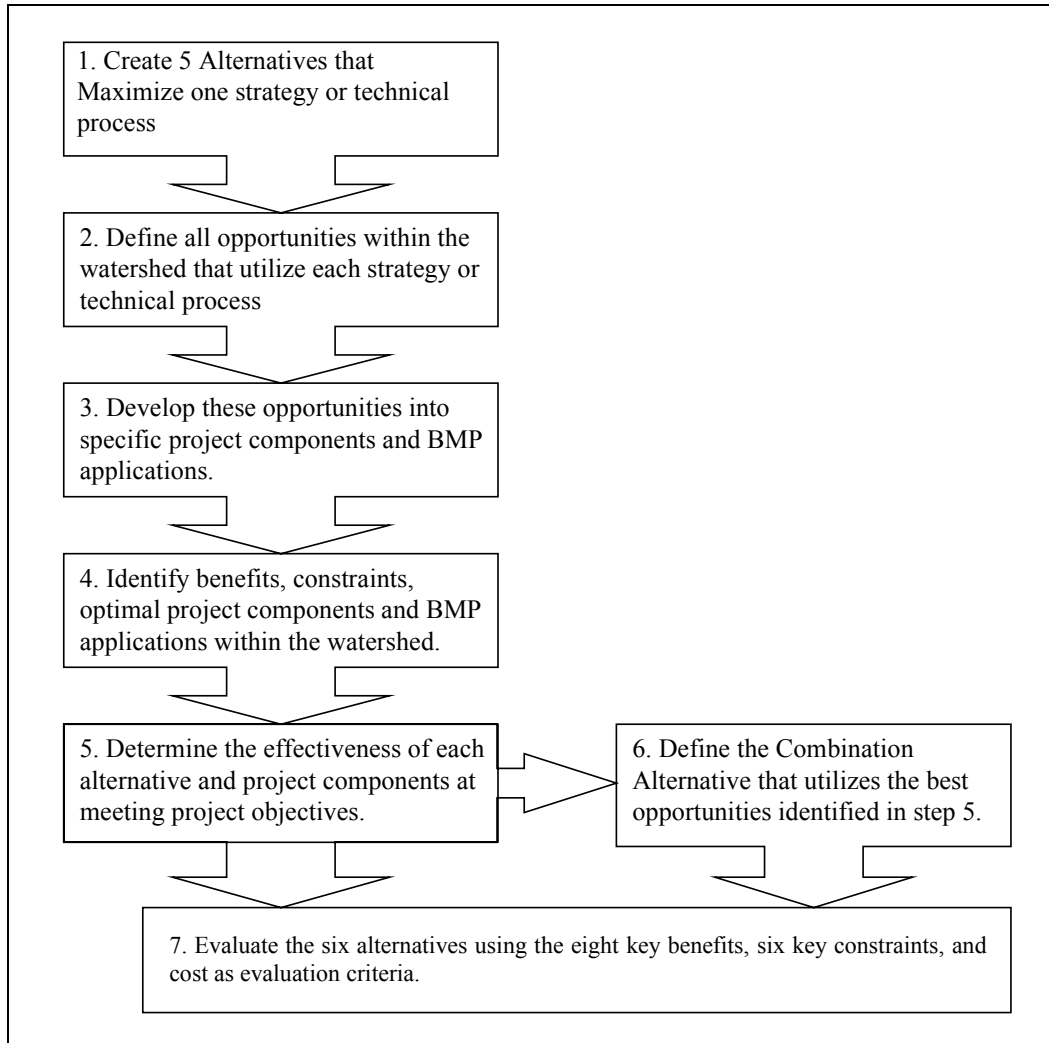 1. Create 5 Alternatives that
Maximize one strategy or technical
process
2. Define all opportunities within the
watershed that utilize each strategy or
technical process
3. Develop these opportunities into
specific project components and BMP
applications.
4. Identify benefits, constraints,
optimal project components and BMP
applications within the watershed.
5. Determine the effectiveness of each
alternative and project components at
meeting project objectives.
6. Define the Combination
Alternative that utilizes the best
opportunities identified in step 5.
7. Evaluate the six alternatives using the eight key benefits, six key constraints, and
cost as evaluation criteria.